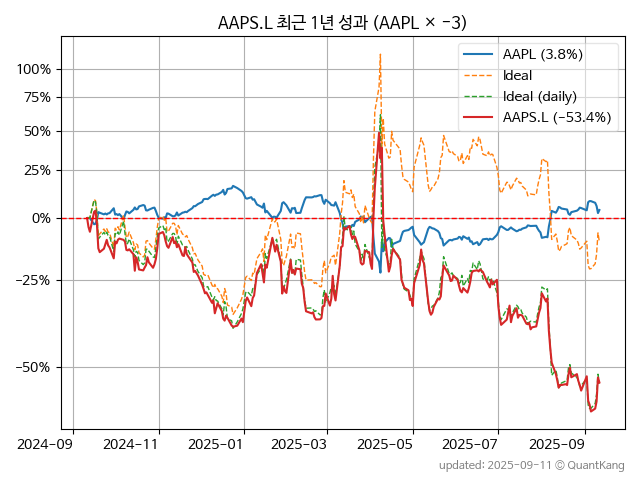 AAPS.L 최근 1년 성과 (AAPL × −3)
AAPL (3.8%)
Ideal
Ideal (daily)
AAPS.L (−53.4%)
100%
75%
50%
25%
0%
−25%
−50%
2024-09
2024-11
2025-01
2025-03
2025-05
2025-07
2025-09
updated: 2025-09-11 © QuantKang